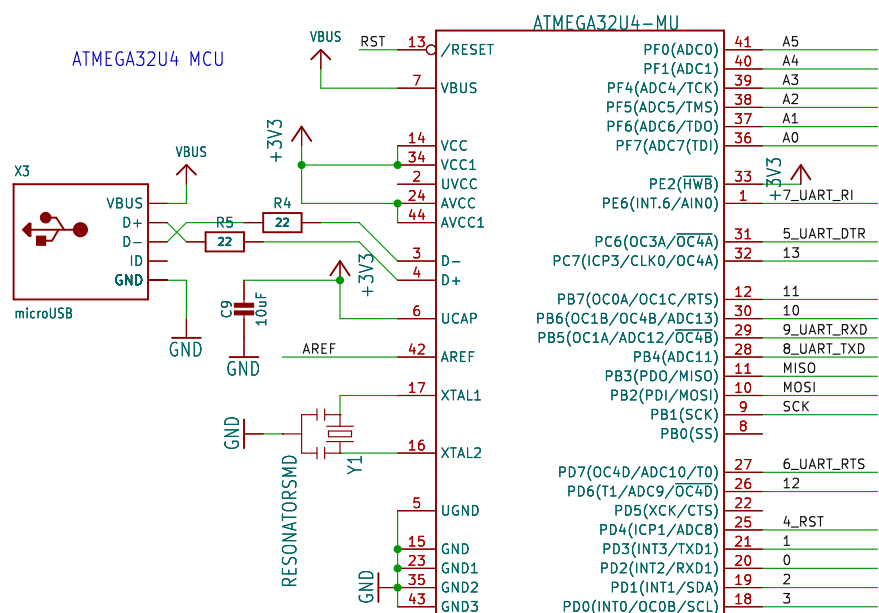 ATMEGA32U4 MCU
X3
VBUS
VBUS
D+
D-
ID
GND
microUSB
GND
R4
22
R5
22
+3V3
VBUS
RST
+3V3
C9
10uF
GND
AREF
GND
RESONATORSMD
Y1
GND
ATMEGA32U4-MU
13 /RESET
7 VBUS
14 VCC
34 VCC1
2 UVCC
24 AVCC
44 AVCC1
3 D-
4 D+
6 UCAP
42 AREF
17 XTAL1
16 XTAL2
5 UGND
15 GND
23 GND1
35 GND2
43 GND3
PF0(ADC0) 41 A5
PF1(ADC1) 40 A4
PF4(ADC4/TCK) 39 A3
PF5(ADC5/TMS) 38 A2
PF6(ADC6/TDO) 37 A1
PF7(ADC7(TDI) 36 A0
PE2(HWB) 33 +3V3
PE6(INT.6/AIN0) 1 7_UART_RI
PC6(OC3A/OC4A) 31 5_UART_DTR
PC7(ICP3/CLK0/OC4A) 32 13
PB7(OC0A/OC1C/RTS) 12 11
PB6(OC1B/OC4B/ADC13) 30 10
PB5(OC1A/ADC12/OC4B) 29 9_UART_RXD
PB4(ADC11) 28 8_UART_TXD
PB3(PDO/MISO) 11 MISO
PB2(PDI/MOSI) 10 MOSI
PB1(SCK) 9 SCK
PB0(SS) 8
PD7(OC4D/ADC10/T0) 27 6_UART_RTS
PD6(T1/ADC9/OC4D) 26 12
PD5(XCK/CTS) 22
PD4(ICP1/ADC8) 25 4_RST
PD3(INT3/TXD1) 21 1
PD2(INT2/RXD1) 20 0
PD1(INT1/SDA) 19 2
PD0(INT0/OC0B/SCL) 18 3